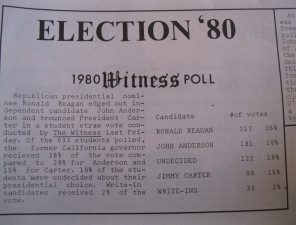 ELECTION '80
1980 Witness POLL
Republican presidential nomi-
nee Ronald Reagan edged out in-
dependent candidate John Ander-
son and trounced President Car-
ter in a student straw vote con-
ducted by The Witness last Fri-
day. Of the 633 students polled,
the former California governor
received 36% of the vote com-
pared to 28% for Anderson and
15% for Carter. 19% of the stu-
dents were undecided about their
presidential choice. Write-in
candidates received 2% of the
vote.
Candidate #of votes
RONALD REAGAN 217 36%
JOHN ANDERSON 181 28%
UNDECIDED 122 19%
JIMMY CARTER 98 15%
WRITE-INS 33 2%